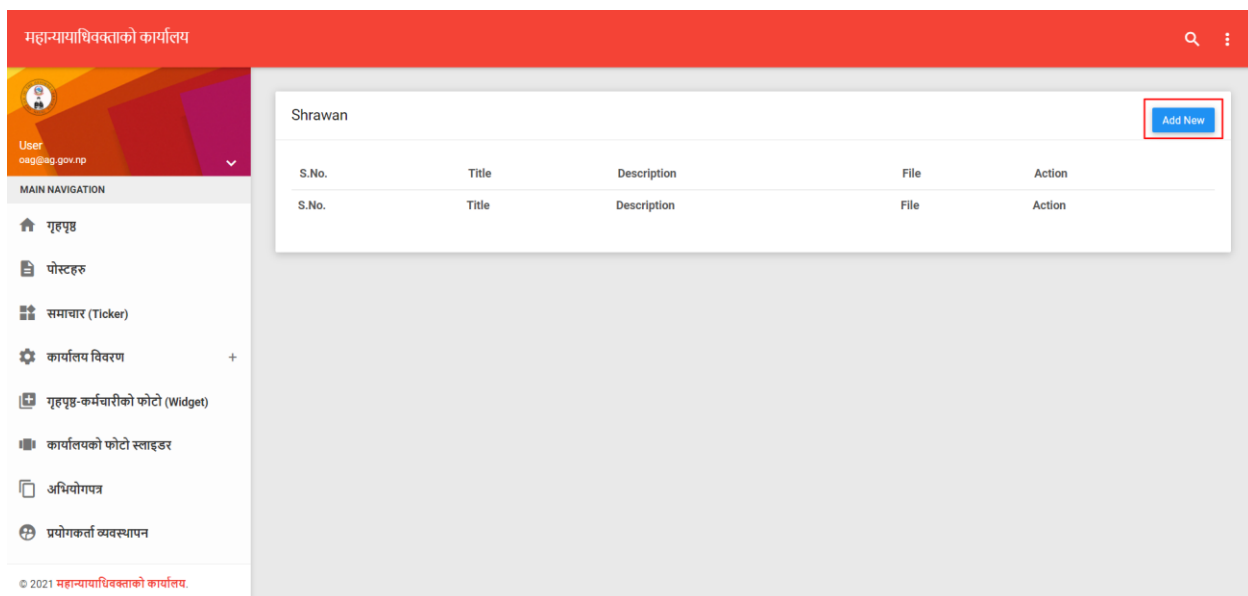 महान्यायाधिवक्ताको कार्यालय
User
oag@ag.gov.np
MAIN NAVIGATION
गृहपृष्ठ
पोस्टहरु
समाचार (Ticker)
कार्यालय विवरण +
गृहपृष्ठ-कर्मचारीको फोटो (Widget)
कार्यालयको फोटो स्लाइडर
अभियोगपत्र
प्रयोगकर्ता व्यवस्थापन
© 2021 महान्यायाधिवक्ताको कार्यालय.
Shrawan
Add New
S.No. Title Description File Action
S.No. Title Description File Action